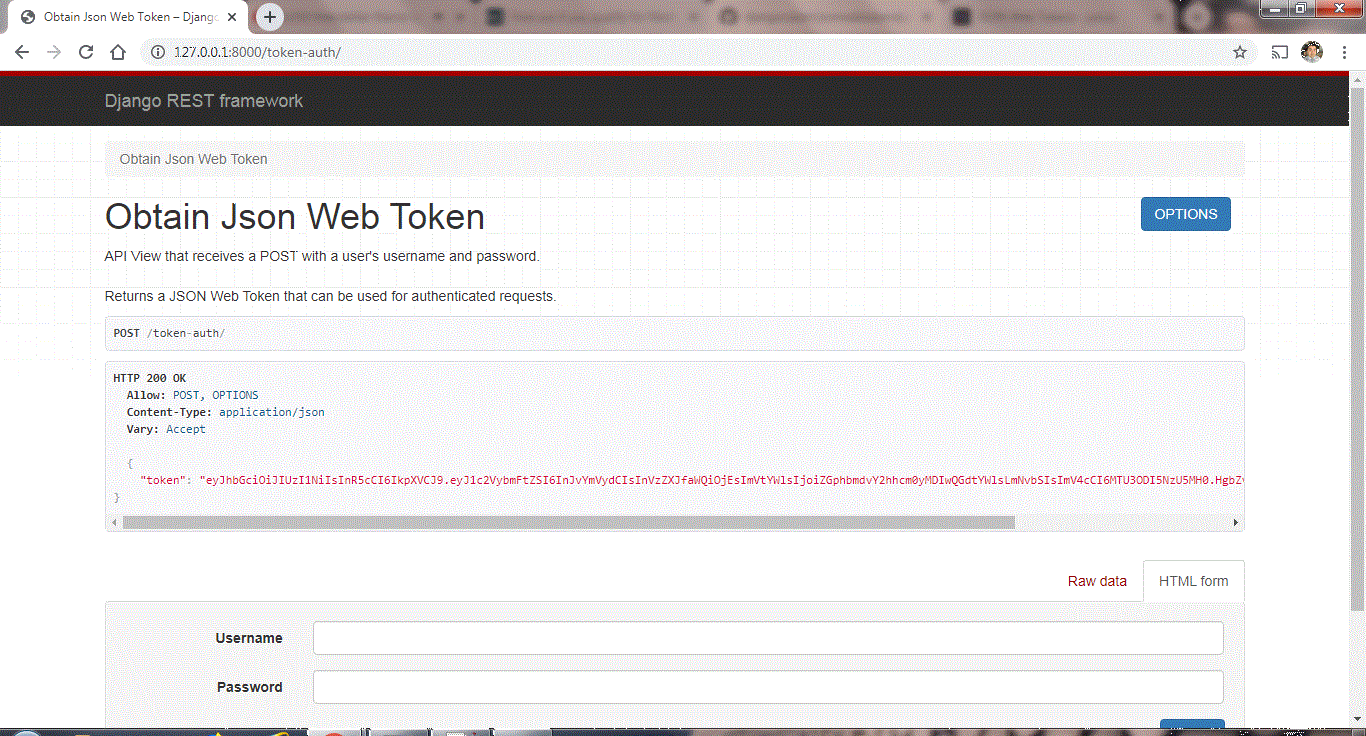 Obtain Json Web Token – Djang
127.0.0.1:8000/token-auth/
Django REST framework
Obtain Json Web Token
Obtain Json Web Token
OPTIONS
API View that receives a POST with a user's username and password.
Returns a JSON Web Token that can be used for authenticated requests.
POST /token-auth/
HTTP 200 OK
Allow: POST, OPTIONS
Content-Type: application/json
Vary: Accept
{
"token": "eyJhbGciOiJIUzI1NiIsInR5cCI6IkpXVCJ9.eyJ1c2VybmFtZSI6InJvYmVydCIsInVzZXJfaWQiOjEsImVtYWlsIjoiZGphbmdvY2hhcm0yMDIwQGdtYWlsLmNvbSIsImV4cCI6MTU3ODI5NzU5MH0.HgbZv
}
Raw data
HTML form
Username
Password